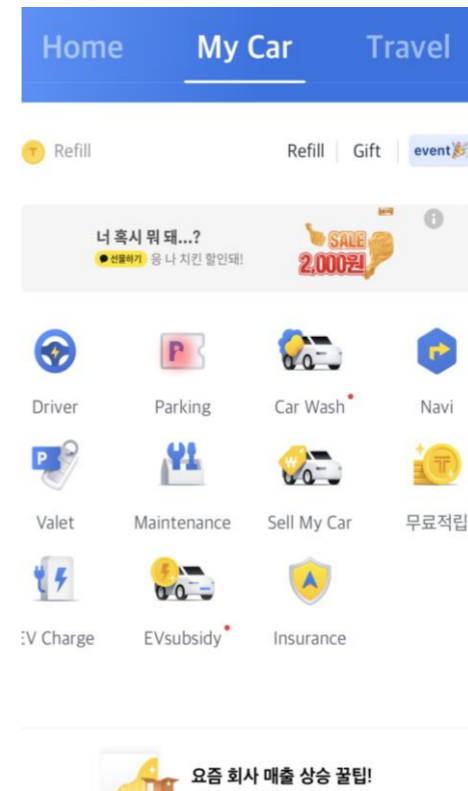 Home My Car Travel
T Refill Refill Gift event
너 혹시 뭐 돼...?
선물하기 응 나 치킨 할인돼!
SALE
2,000원
P
Driver Parking Car Wash Navi
P
Valet Maintenance Sell My Car 무료적립
EV Charge EVsubsidy Insurance
요즘 회사 매출 상승 꿀팁!